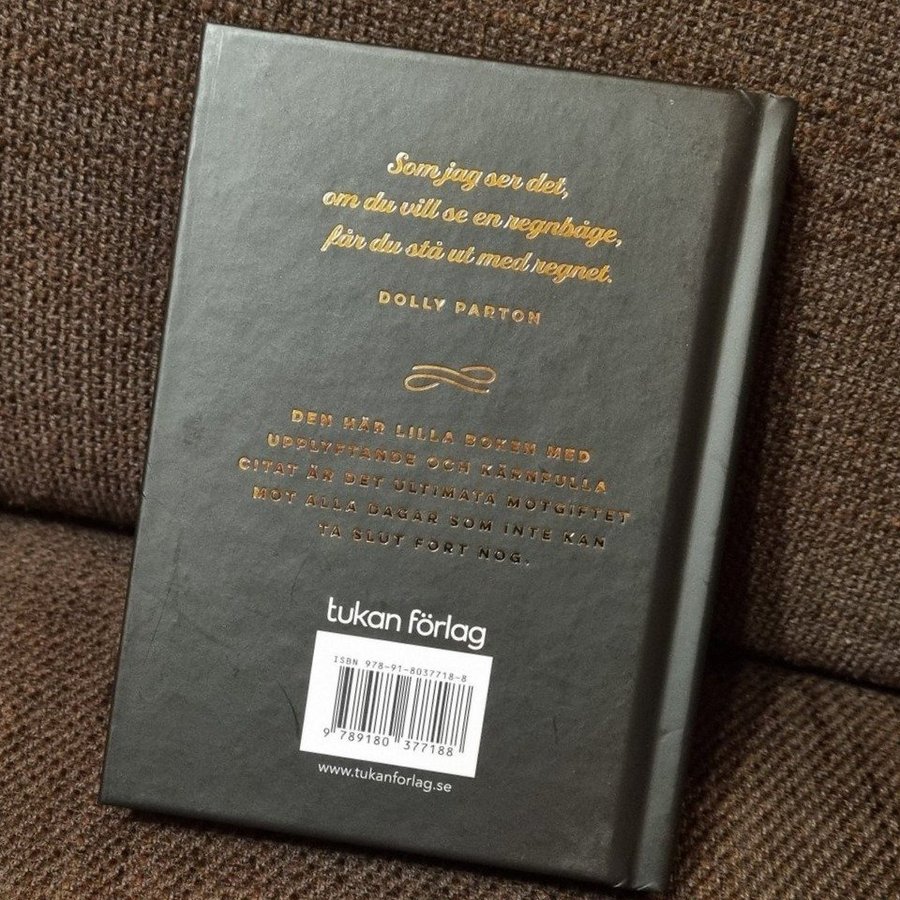 Som jag ser det,
om du vill se en regnbåge,
får du stå ut med regnet.
DOLLY PARTON
DEN HÄR LILLA BOKEN MED
UPPLYFTANDE OCH KÄRNFULLA
CITAT ÄR DET ULTIMATA MOTGIFTET
MOT ALLA DAGAR SOM INTE KAN
TA SLUT FORT NOG.
tukan förlag
ISBN 978-91-8037718-8
9 789180 377188
www.tukanforlag.se